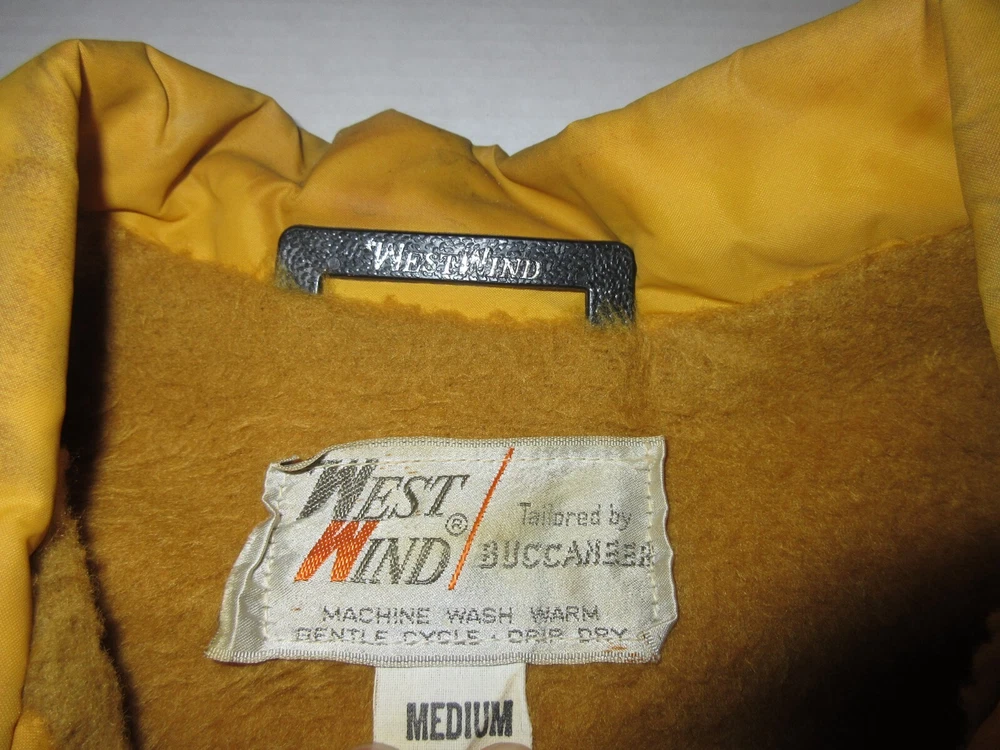 WESTWIND
WEST
WIND®
Tailored by
BUCCANEER
MACHINE WASH WARM
GENTLE CYCLE · DRIP DRY
MEDIUM